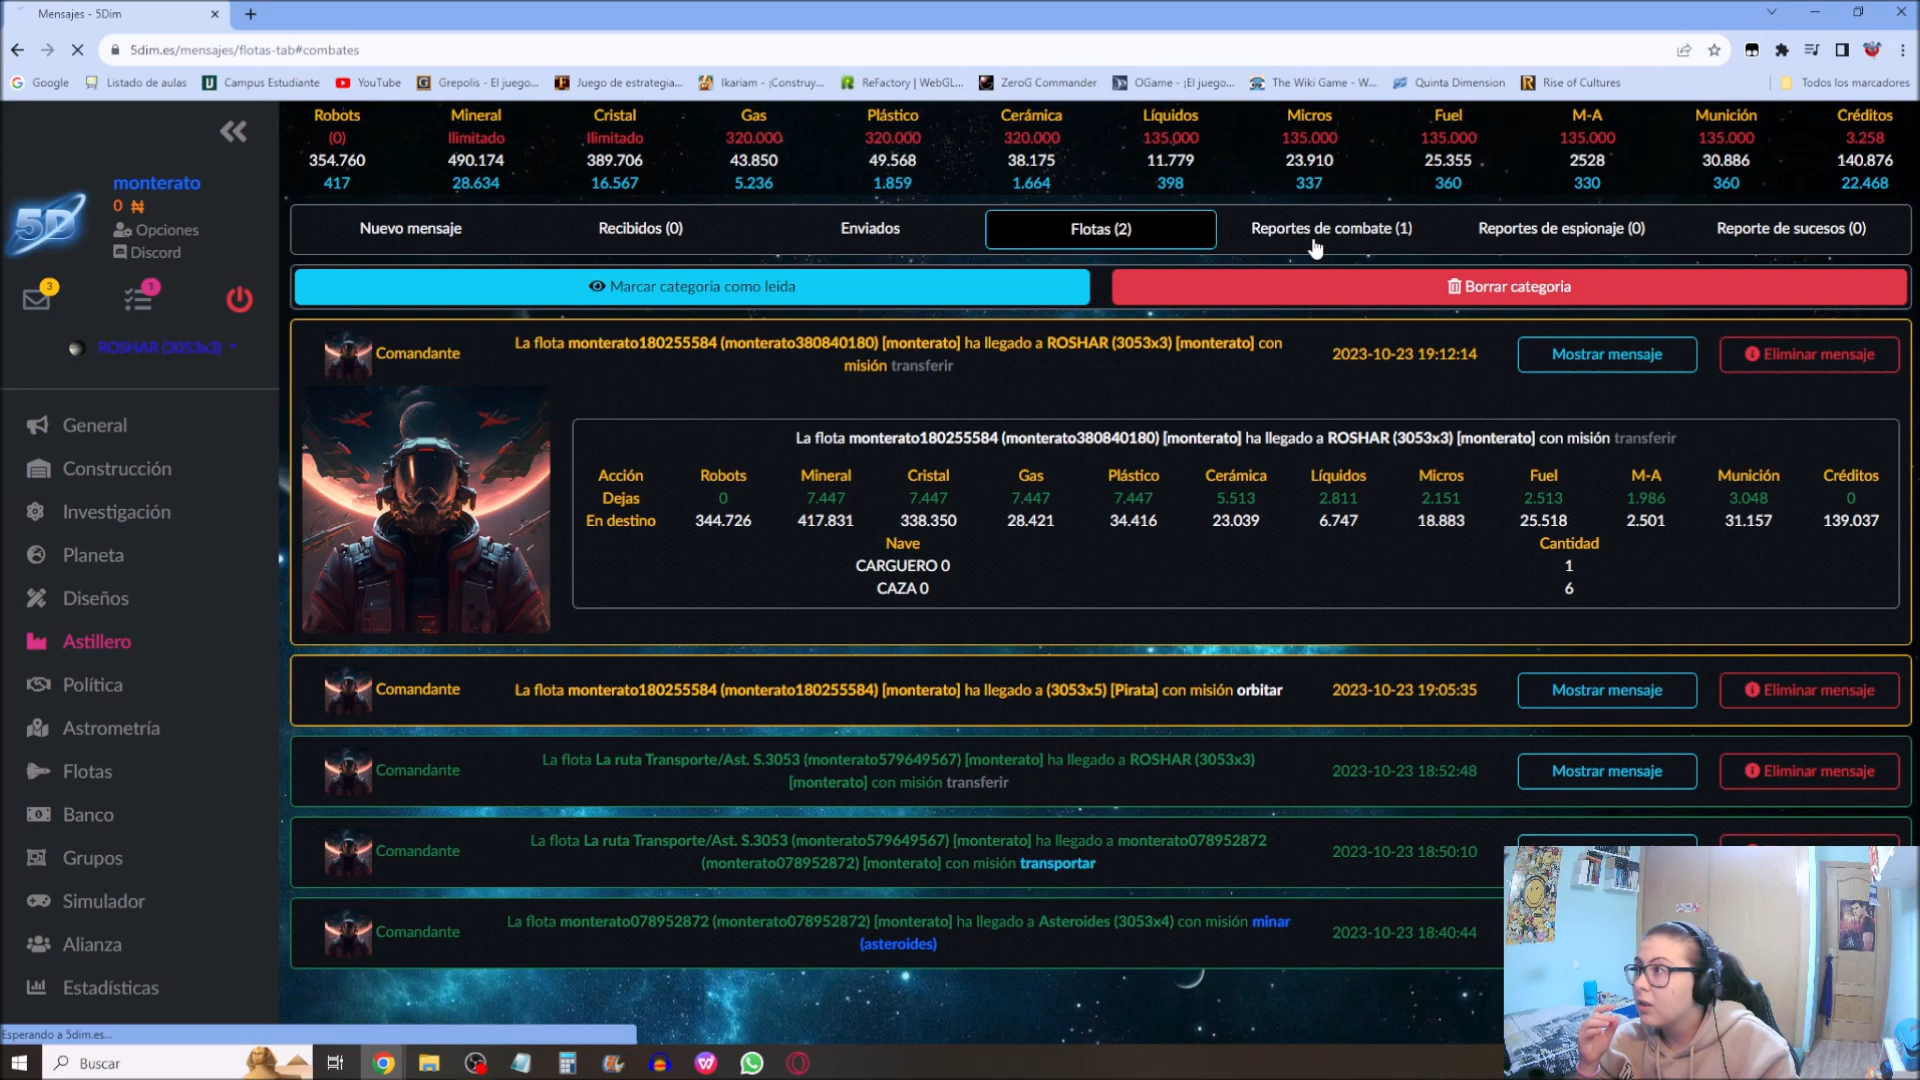 Mensajes - 5Dim
5dim.es/mensajes/flotas-tab#combates
Google
Listado de aulas
Campus Estudiante
YouTube
Grepolis - El juego...
Juego de estrategia...
Ikariam - ¡Construy...
ReFactory | WebGL...
ZeroG Commander
OGame - ¡El juego...
The Wiki Game - W...
Quinta Dimension
Rise of Cultures
Todos los marcadores
Robots Mineral Cristal Gas Plástico Cerámica Líquidos Micros Fuel M-A Munición Créditos
(0) Ilimitado Ilimitado 320.000 320.000 320.000 135.000 135.000 135.000 135.000 135.000 3.258
354.760 490.174 389.706 43.850 49.568 38.175 11.779 23.910 25.355 2528 30.886 140.876
417 28.634 16.567 5.236 1.859 1.664 398 337 360 330 360 22.468
5D
monterato
0 ₦
Opciones
Discord
3
1
ROSHAR (3053x3)
General
Construcción
Investigación
Planeta
Diseños
Astillero
Política
Astrometría
Flotas
Banco
Grupos
Simulador
Alianza
Estadísticas
Nuevo mensaje Recibidos (0) Enviados Flotas (2) Reportes de combate (1) Reportes de espionaje (0) Reporte de sucesos (0)
Marcar categoria como leida Borrar categoria
Comandante
La flota monterato180255584 (monterato380840180) [monterato] ha llegado a ROSHAR (3053x3) [monterato] con
misión transferir
2023-10-23 19:12:14
Mostrar mensaje
Eliminar mensaje
La flota monterato180255584 (monterato380840180) [monterato] ha llegado a ROSHAR (3053x3) [monterato] con misión transferir
Acción Robots Mineral Cristal Gas Plástico Cerámica Líquidos Micros Fuel M-A Munición Créditos
Dejas 0 7.447 7.447 7.447 7.447 5.513 2.811 2.151 2.513 1.986 3.048 0
En destino 344.726 417.831 338.350 28.421 34.416 23.039 6.747 18.883 25.518 2.501 31.157 139.037
Nave Cantidad
CARGUERO 0 1
CAZA 0 6
Comandante
La flota monterato180255584 (monterato180255584) [monterato] ha llegado a (3053x5) [Pirata] con misión orbitar
2023-10-23 19:05:35
Mostrar mensaje
Eliminar mensaje
Comandante
La flota La ruta Transporte/Ast. S.3053 (monterato579649567) [monterato] ha llegado a ROSHAR (3053x3)
[monterato] con misión transferir
2023-10-23 18:52:48
Mostrar mensaje
Eliminar mensaje
Comandante
La flota La ruta Transporte/Ast. S.3053 (monterato579649567) [monterato] ha llegado a monterato078952872
(monterato078952872) [monterato] con misión transportar
2023-10-23 18:50:10
Comandante
La flota monterato078952872 (monterato078952872) [monterato] ha llegado a Asteroides (3053x4) con misión minar
(asteroides)
2023-10-23 18:40:44
Esperando a 5dim.es...
Buscar